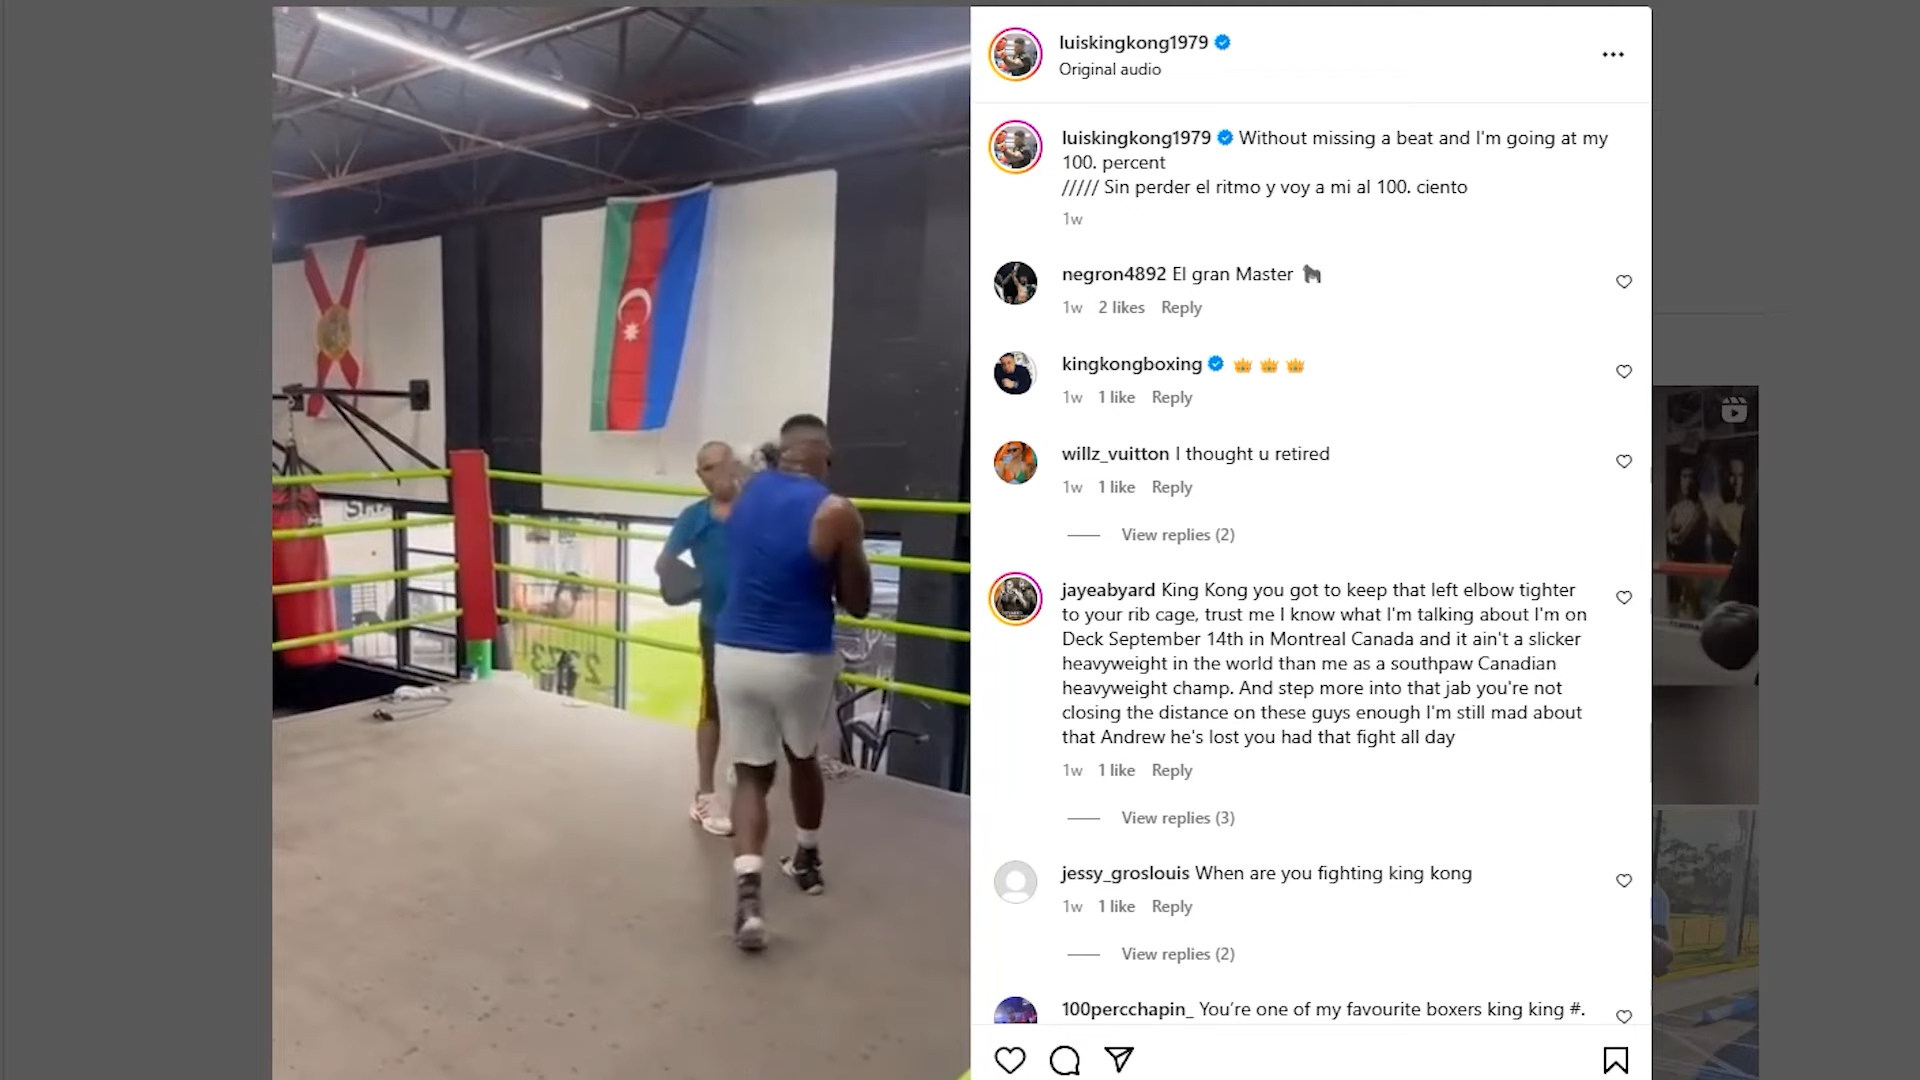 luiskingkong1979
Original audio
luiskingkong1979 Without missing a beat and I'm going at my
100. percent
///// Sin perder el ritmo y voy a mi al 100. ciento
1w
negron4892 El gran Master 🦍
1w 2 likes Reply
kingkongboxing 👑 👑 👑
1w 1 like Reply
willz_vuitton I thought u retired
1w 1 like Reply
View replies (2)
jayeabyard King Kong you got to keep that left elbow tighter
to your rib cage, trust me I know what I'm talking about I'm on
Deck September 14th in Montreal Canada and it ain't a slicker
heavyweight in the world than me as a southpaw Canadian
heavyweight champ. And step more into that jab you're not
closing the distance on these guys enough I'm still mad about
that Andrew he's lost you had that fight all day
1w 1 like Reply
View replies (3)
jessy_groslouis When are you fighting king kong
1w 1 like Reply
View replies (2)
100percchapin_ You're one of my favourite boxers king king #.